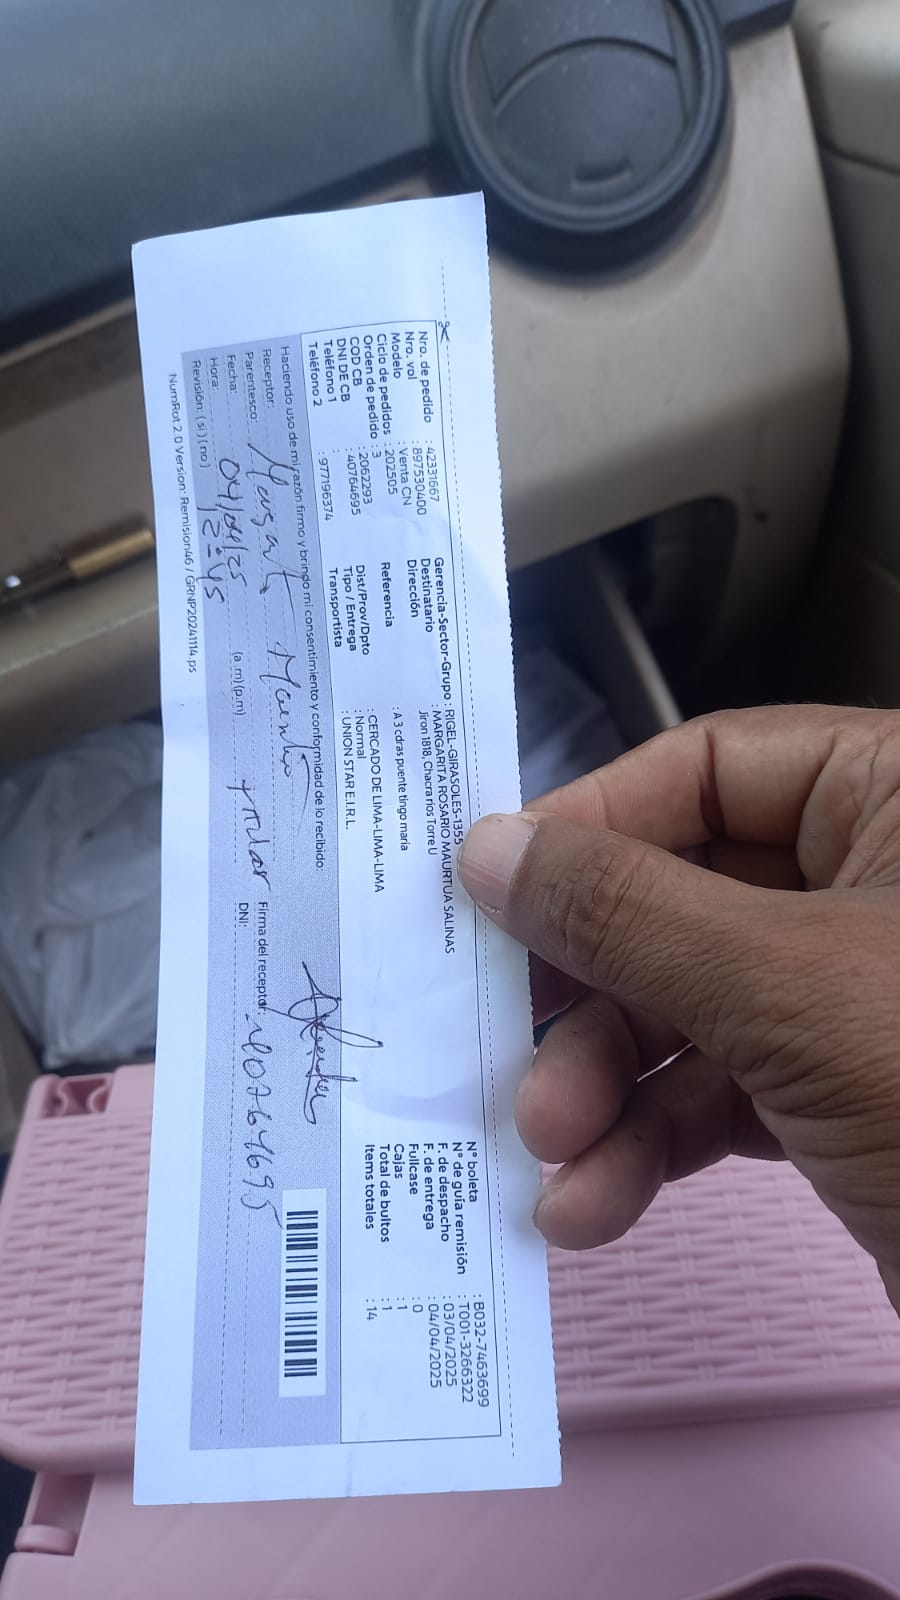 Nro. de pedido : 42331667
Nro. vol : 897530400
Modelo : Venta CN
Ciclo de pedidos : 202505
Orden de pedido : 3
COD CB : 2062293
DNI DE CB : 40764695
Teléfono 1
Teléfono 2 : 977196374
Gerencia-Sector-Grupo : RIGEL-GIRASOLES-1355
Destinatario : MARGARITA ROSARIO MAURTUA SALINAS
Dirección Jiron 1818, Chacra rios Torre U
Referencia : A 3 cdras puente tingo maria
Dist/Prov/Dpto : CERCADO DE LIMA-LIMA-LIMA
Tipo / Entrega : Normal
Transportista : UNION STAR E.I.R.L.
N° boleta : B032-7463699
N° de guía remisión : T001-3266322
F. de despacho : 03/04/2025
F. de entrega : 04/04/2025
Fullcase : 0
Cajas : 1
Total de bultos : 1
Items totales : 14
Haciendo uso de mi razón firmo y brindo mi consentimiento y conformidad de lo recibido:
Receptor:
Parentesco: Firma del receptor:
Fecha: 04/04/25 DNI: 40764695
Hora: (a.m)(p.m)
Revisión: (si)(no)
NumRot 2.0 Version: Remision46 / GRNP20241114.ps